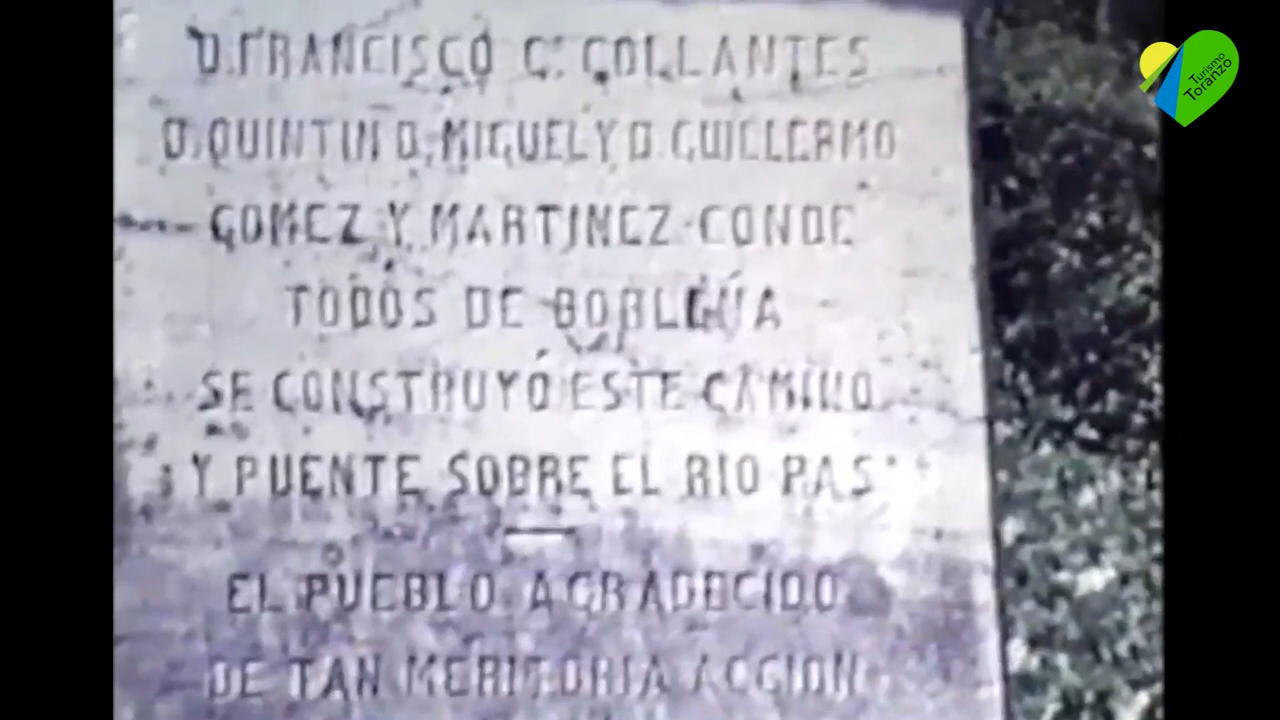 D. FRANCISCO C. COLLANTES
D. QUINTIN D. MIGUEL Y D. GUILLERMO
GOMEZ Y MARTINEZ-CONDE
TODOS DE BORLEÑA
SE CONSTRUYÓ ESTE CAMINO
Y PUENTE SOBRE EL RIO PAS
EL PUEBLO AGRADECIDO
DE TAN MERITORIA ACCION
Turismo
Toranzo